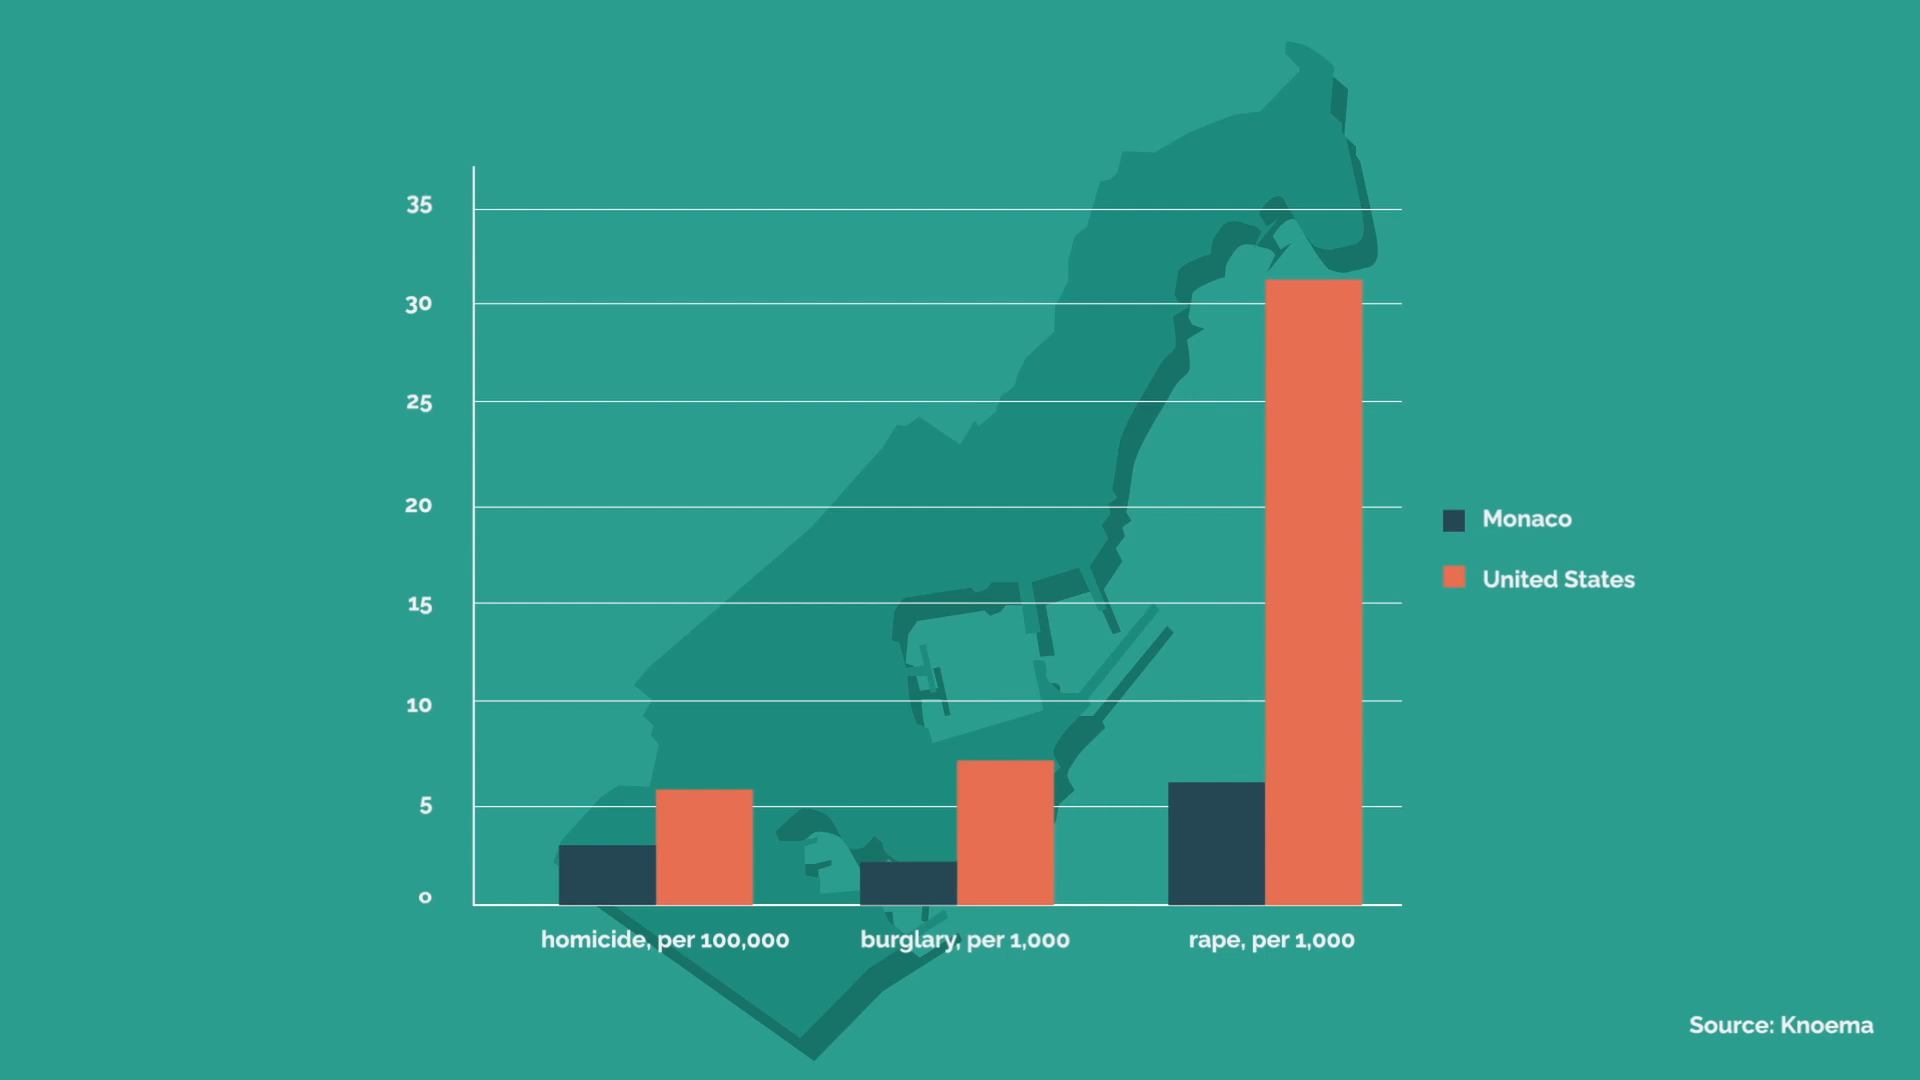 35
30
25
20
15
10
5
0
homicide, per 100,000
burglary, per 1,000
rape, per 1,000
Monaco
United States
Source: Knoema